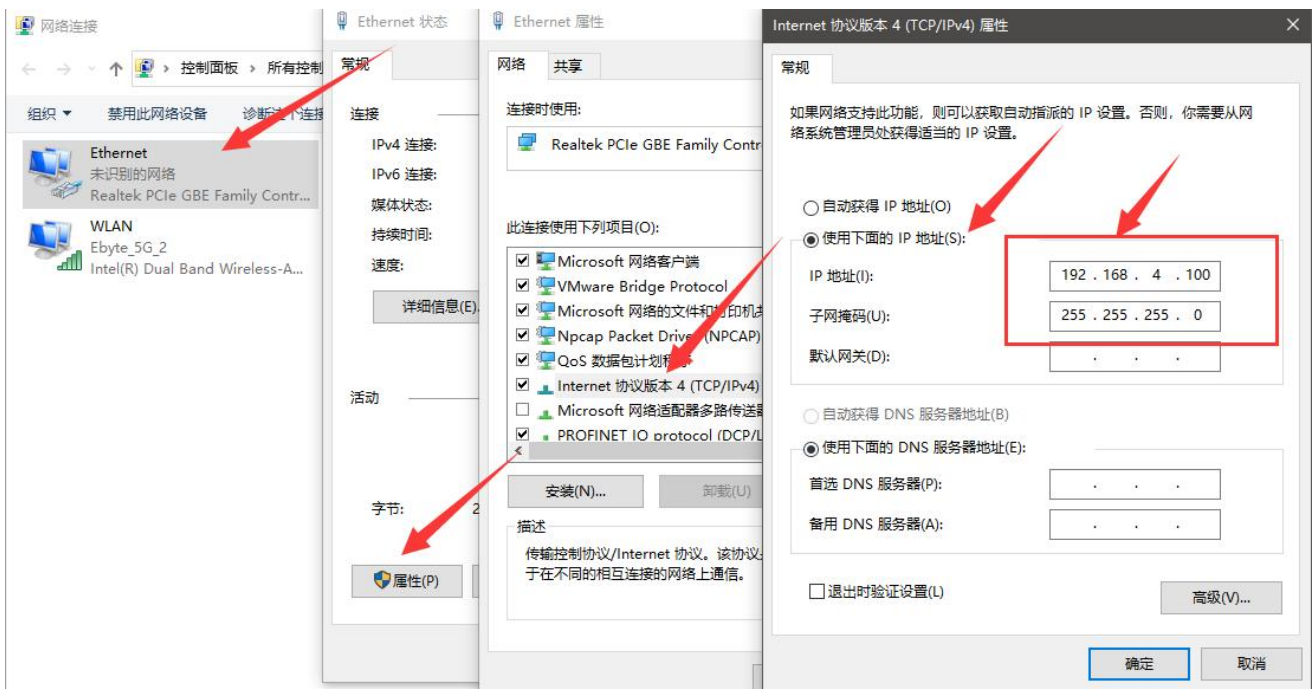 网络连接
控制面板 › 所有控制
组织 禁用此网络设备 诊断这个连接
Ethernet
未识别的网络
Realtek PCIe GBE Family Contr...
WLAN
Ebyte_5G_2
Intel(R) Dual Band Wireless-A...
Ethernet 状态
常规
连接
IPv4 连接:
IPv6 连接:
媒体状态:
持续时间:
速度:
详细信息(E)
活动
字节: 2
属性(P)
Ethernet 属性
网络 共享
连接时使用:
Realtek PCIe GBE Family Contr
此连接使用下列项目(O):
Microsoft 网络客户端
VMware Bridge Protocol
Microsoft 网络的文件和打印机共
Npcap Packet Driver (NPCAP)
QoS 数据包计划程序
Internet 协议版本 4 (TCP/IPv4)
Microsoft 网络适配器多路传送器
PROFINET IO protocol (DCP/L
安装(N)... 卸载(U)
描述
传输控制协议/Internet 协议。该协议
于在不同的相互连接的网络上通信。
Internet 协议版本 4 (TCP/IPv4) 属性
常规
如果网络支持此功能，则可以获取自动指派的 IP 设置。否则，你需要从网
络系统管理员处获得适当的 IP 设置。
自动获得 IP 地址(O)
使用下面的 IP 地址(S):
IP 地址(I): 192 . 168 . 4 . 100
子网掩码(U): 255 . 255 . 255 . 0
默认网关(D): . . .
自动获得 DNS 服务器地址(B)
使用下面的 DNS 服务器地址(E):
首选 DNS 服务器(P): . . .
备用 DNS 服务器(A): . . .
退出时验证设置(L)
高级(V)...
确定 取消